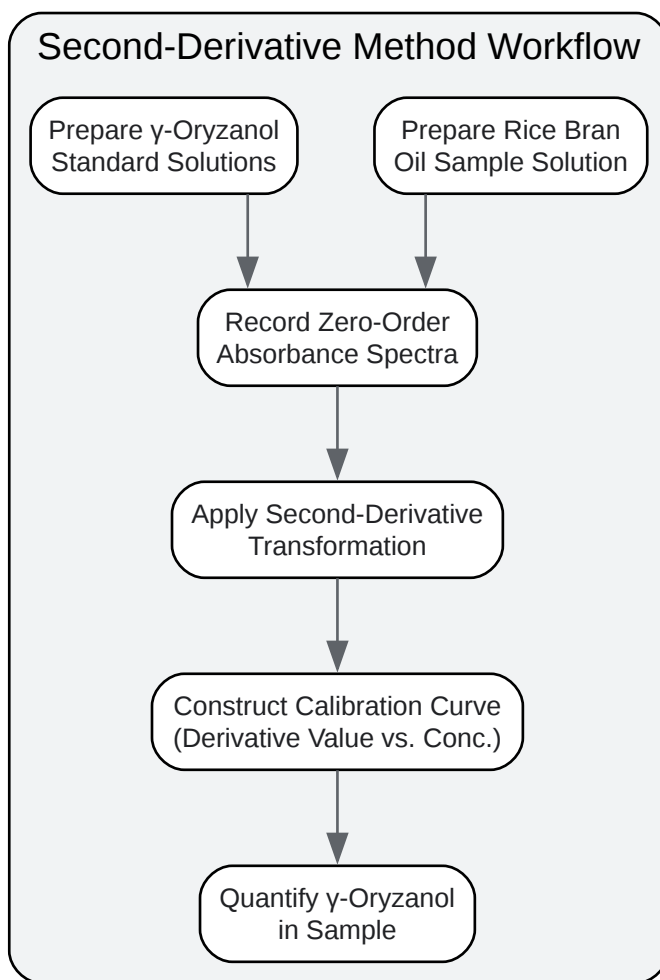 Second-Derivative Method Workflow
Prepare γ-Oryzanol
Standard Solutions
Prepare Rice Bran
Oil Sample Solution
Record Zero-Order
Absorbance Spectra
Apply Second-Derivative
Transformation
Construct Calibration Curve
(Derivative Value vs. Conc.)
Quantify γ-Oryzanol
in Sample